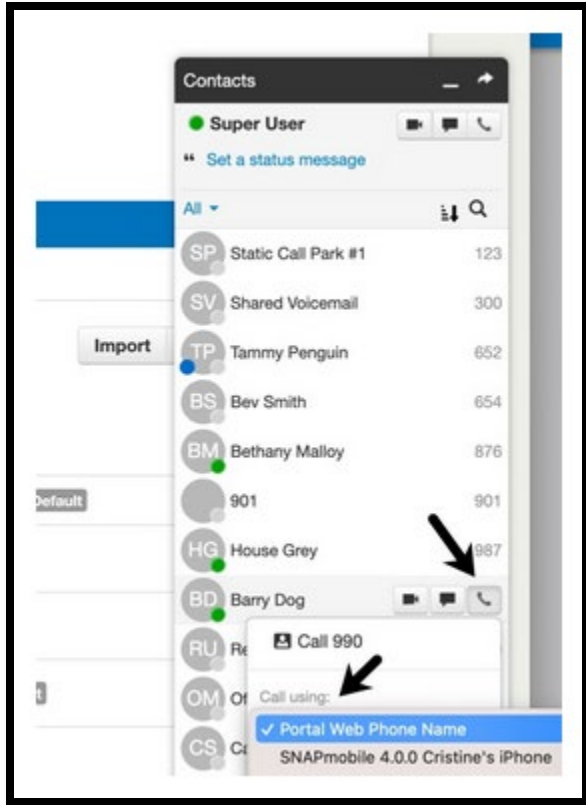 Contacts
Super User
Set a status message
All
SP Static Call Park #1 123
SV Shared Voicemail 300
Import
TP Tammy Penguin 652
BS Bev Smith 654
BM Bethany Malloy 876
Default
901 901
HG House Grey 987
BD Barry Dog
RU Re
Call 990
OM Of
Call using:
✓ Portal Web Phone Name
CS Ca
SNAPmobile 4.0.0 Cristine's iPhone